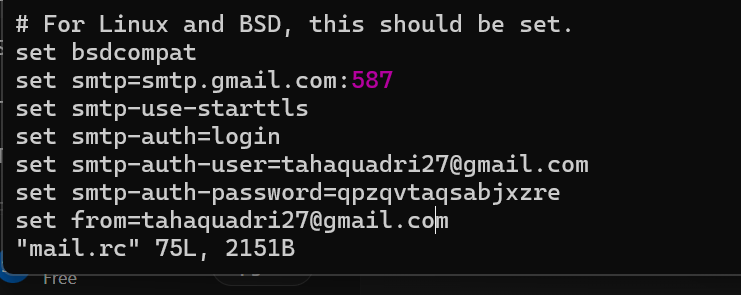 # For Linux and BSD, this should be set.
set bsdcompat
set smtp=smtp.gmail.com:587
set smtp-use-starttls
set smtp-auth=login
set smtp-auth-user=tahaquadri27@gmail.com
set smtp-auth-password=qpzqvtaqsabjxzre
set from=tahaquadri27@gmail.com
"mail.rc" 75L, 2151B
Free